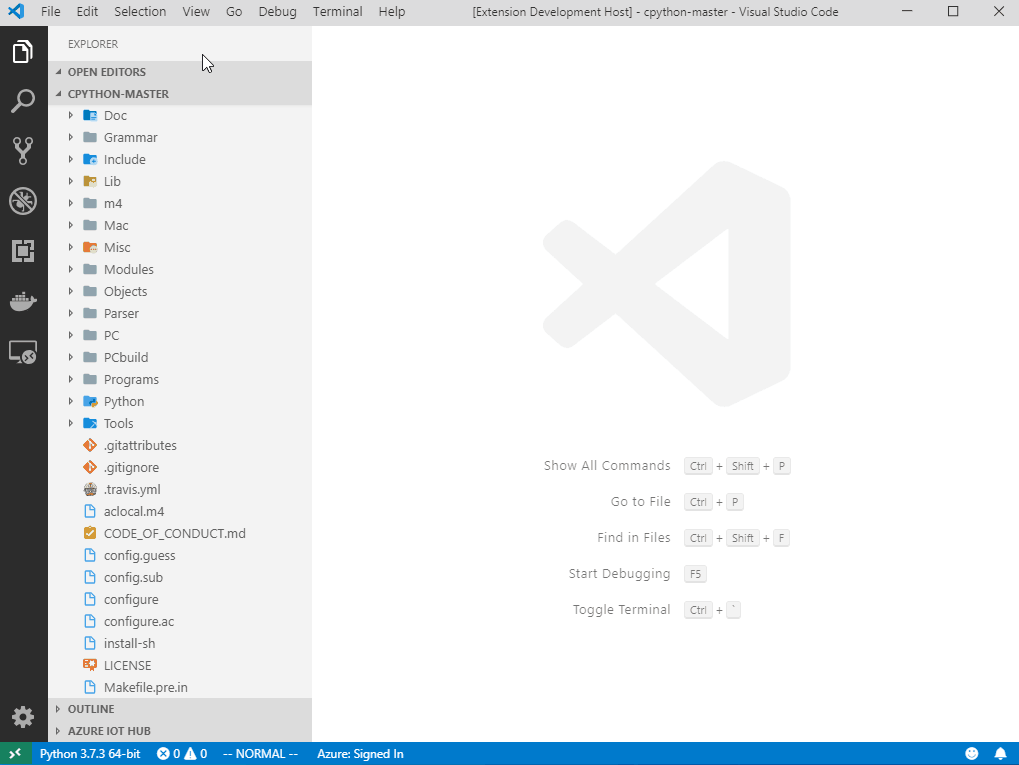 File Edit Selection View Go Debug Terminal Help [Extension Development Host] - cpython-master - Visual Studio Code
EXPLORER
OPEN EDITORS
CPYTHON-MASTER
Doc
Grammar
Include
Lib
m4
Mac
Misc
Modules
Objects
Parser
PC
PCbuild
Programs
Python
Tools
.gitattributes
.gitignore
.travis.yml
aclocal.m4
CODE_OF_CONDUCT.md
config.guess
config.sub
configure
configure.ac
install-sh
LICENSE
Makefile.pre.in
OUTLINE
AZURE IOT HUB
Show All Commands Ctrl + Shift + P
Go to File Ctrl + P
Find in Files Ctrl + Shift + F
Start Debugging F5
Toggle Terminal Ctrl + `
Python 3.7.3 64-bit 0 0 -- NORMAL -- Azure: Signed In